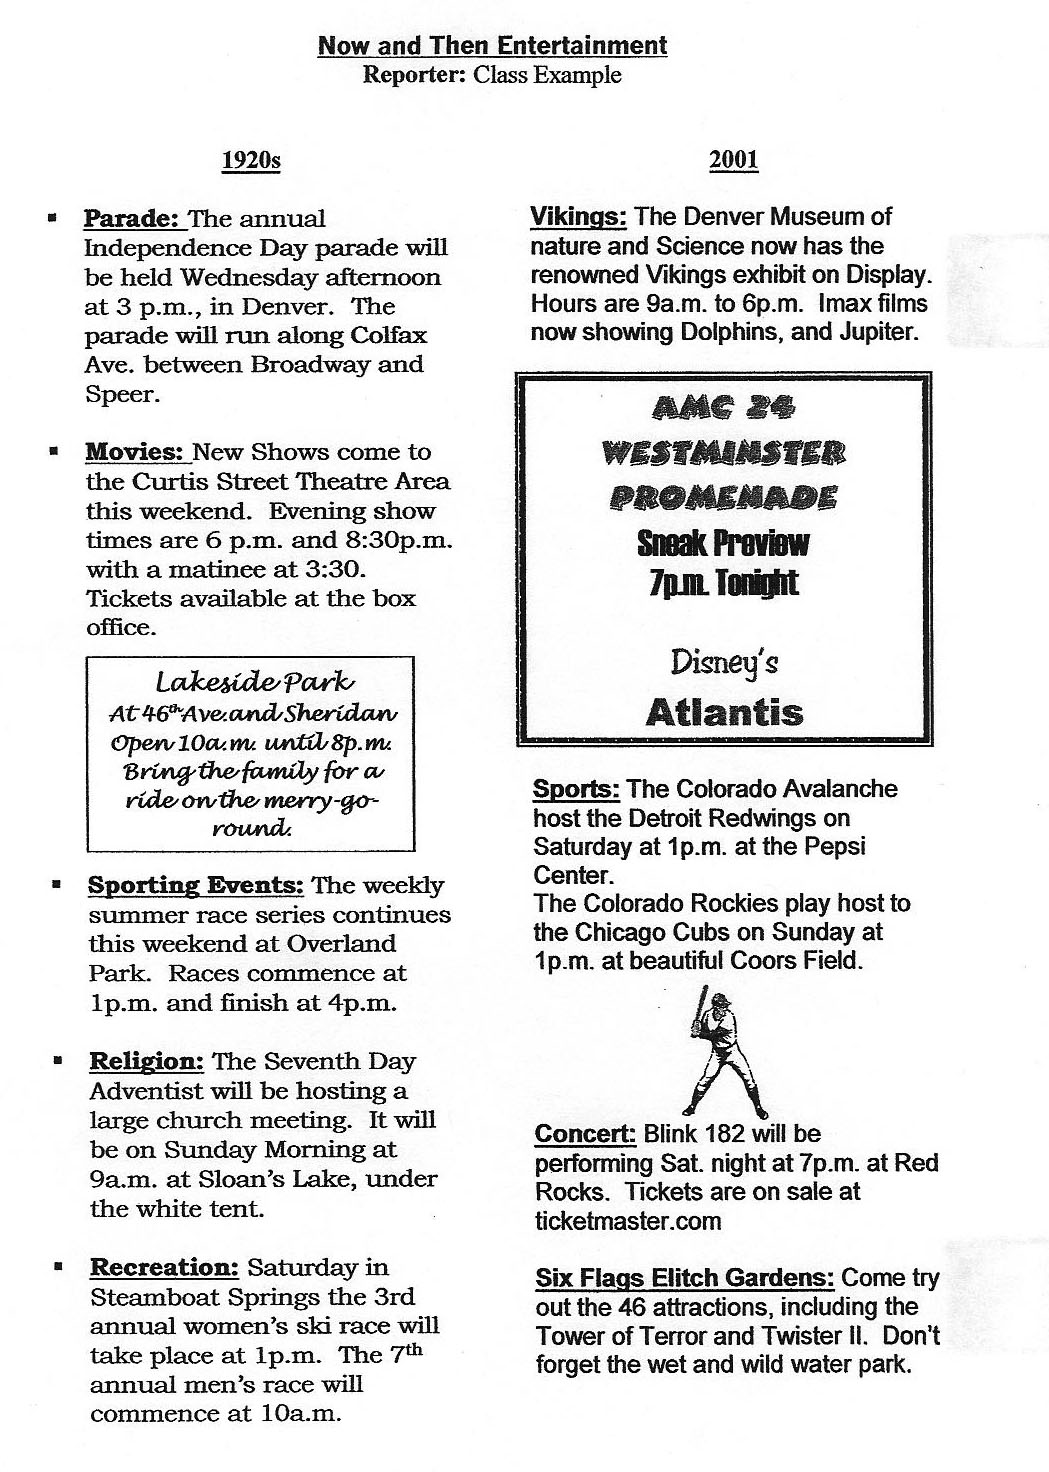 Now and Then Entertainment
Reporter: Class Example
1920s
Parade: The annual
Independence Day parade will
be held Wednesday afternoon
at 3 p.m., in Denver. The
parade will run along Colfax
Ave. between Broadway and
Speer.
Movies: New Shows come to
the Curtis Street Theatre Area
this weekend. Evening show
times are 6 p.m. and 8:30p.m.
with a matinee at 3:30.
Tickets available at the box
office.
Lakeside Park
At 46th Ave. and Sheridan
Open 10a.m. until 8p.m.
Bring the family for a
ride on the merry-go-
round.
Sporting Events: The weekly
summer race series continues
this weekend at Overland
Park. Races commence at
1p.m. and finish at 4p.m.
Religion: The Seventh Day
Adventist will be hosting a
large church meeting. It will
be on Sunday Morning at
9a.m. at Sloan's Lake, under
the white tent.
Recreation: Saturday in
Steamboat Springs the 3rd
annual women's ski race will
take place at 1p.m. The 7th
annual men's race will
commence at 10a.m.
2001
Vikings: The Denver Museum of
nature and Science now has the
renowned Vikings exhibit on Display.
Hours are 9a.m. to 6p.m. Imax films
now showing Dolphins, and Jupiter.
AMC 24
WESTMINSTER
PROMENADE
Sneak Preview
7p.m. Tonight
Disney's
Atlantis
Sports: The Colorado Avalanche
host the Detroit Redwings on
Saturday at 1p.m. at the Pepsi
Center.
The Colorado Rockies play host to
the Chicago Cubs on Sunday at
1p.m. at beautiful Coors Field.
Concert: Blink 182 will be
performing Sat. night at 7p.m. at Red
Rocks. Tickets are on sale at
ticketmaster.com
Six Flags Elitch Gardens: Come try
out the 46 attractions, including the
Tower of Terror and Twister II. Don't
forget the wet and wild water park.